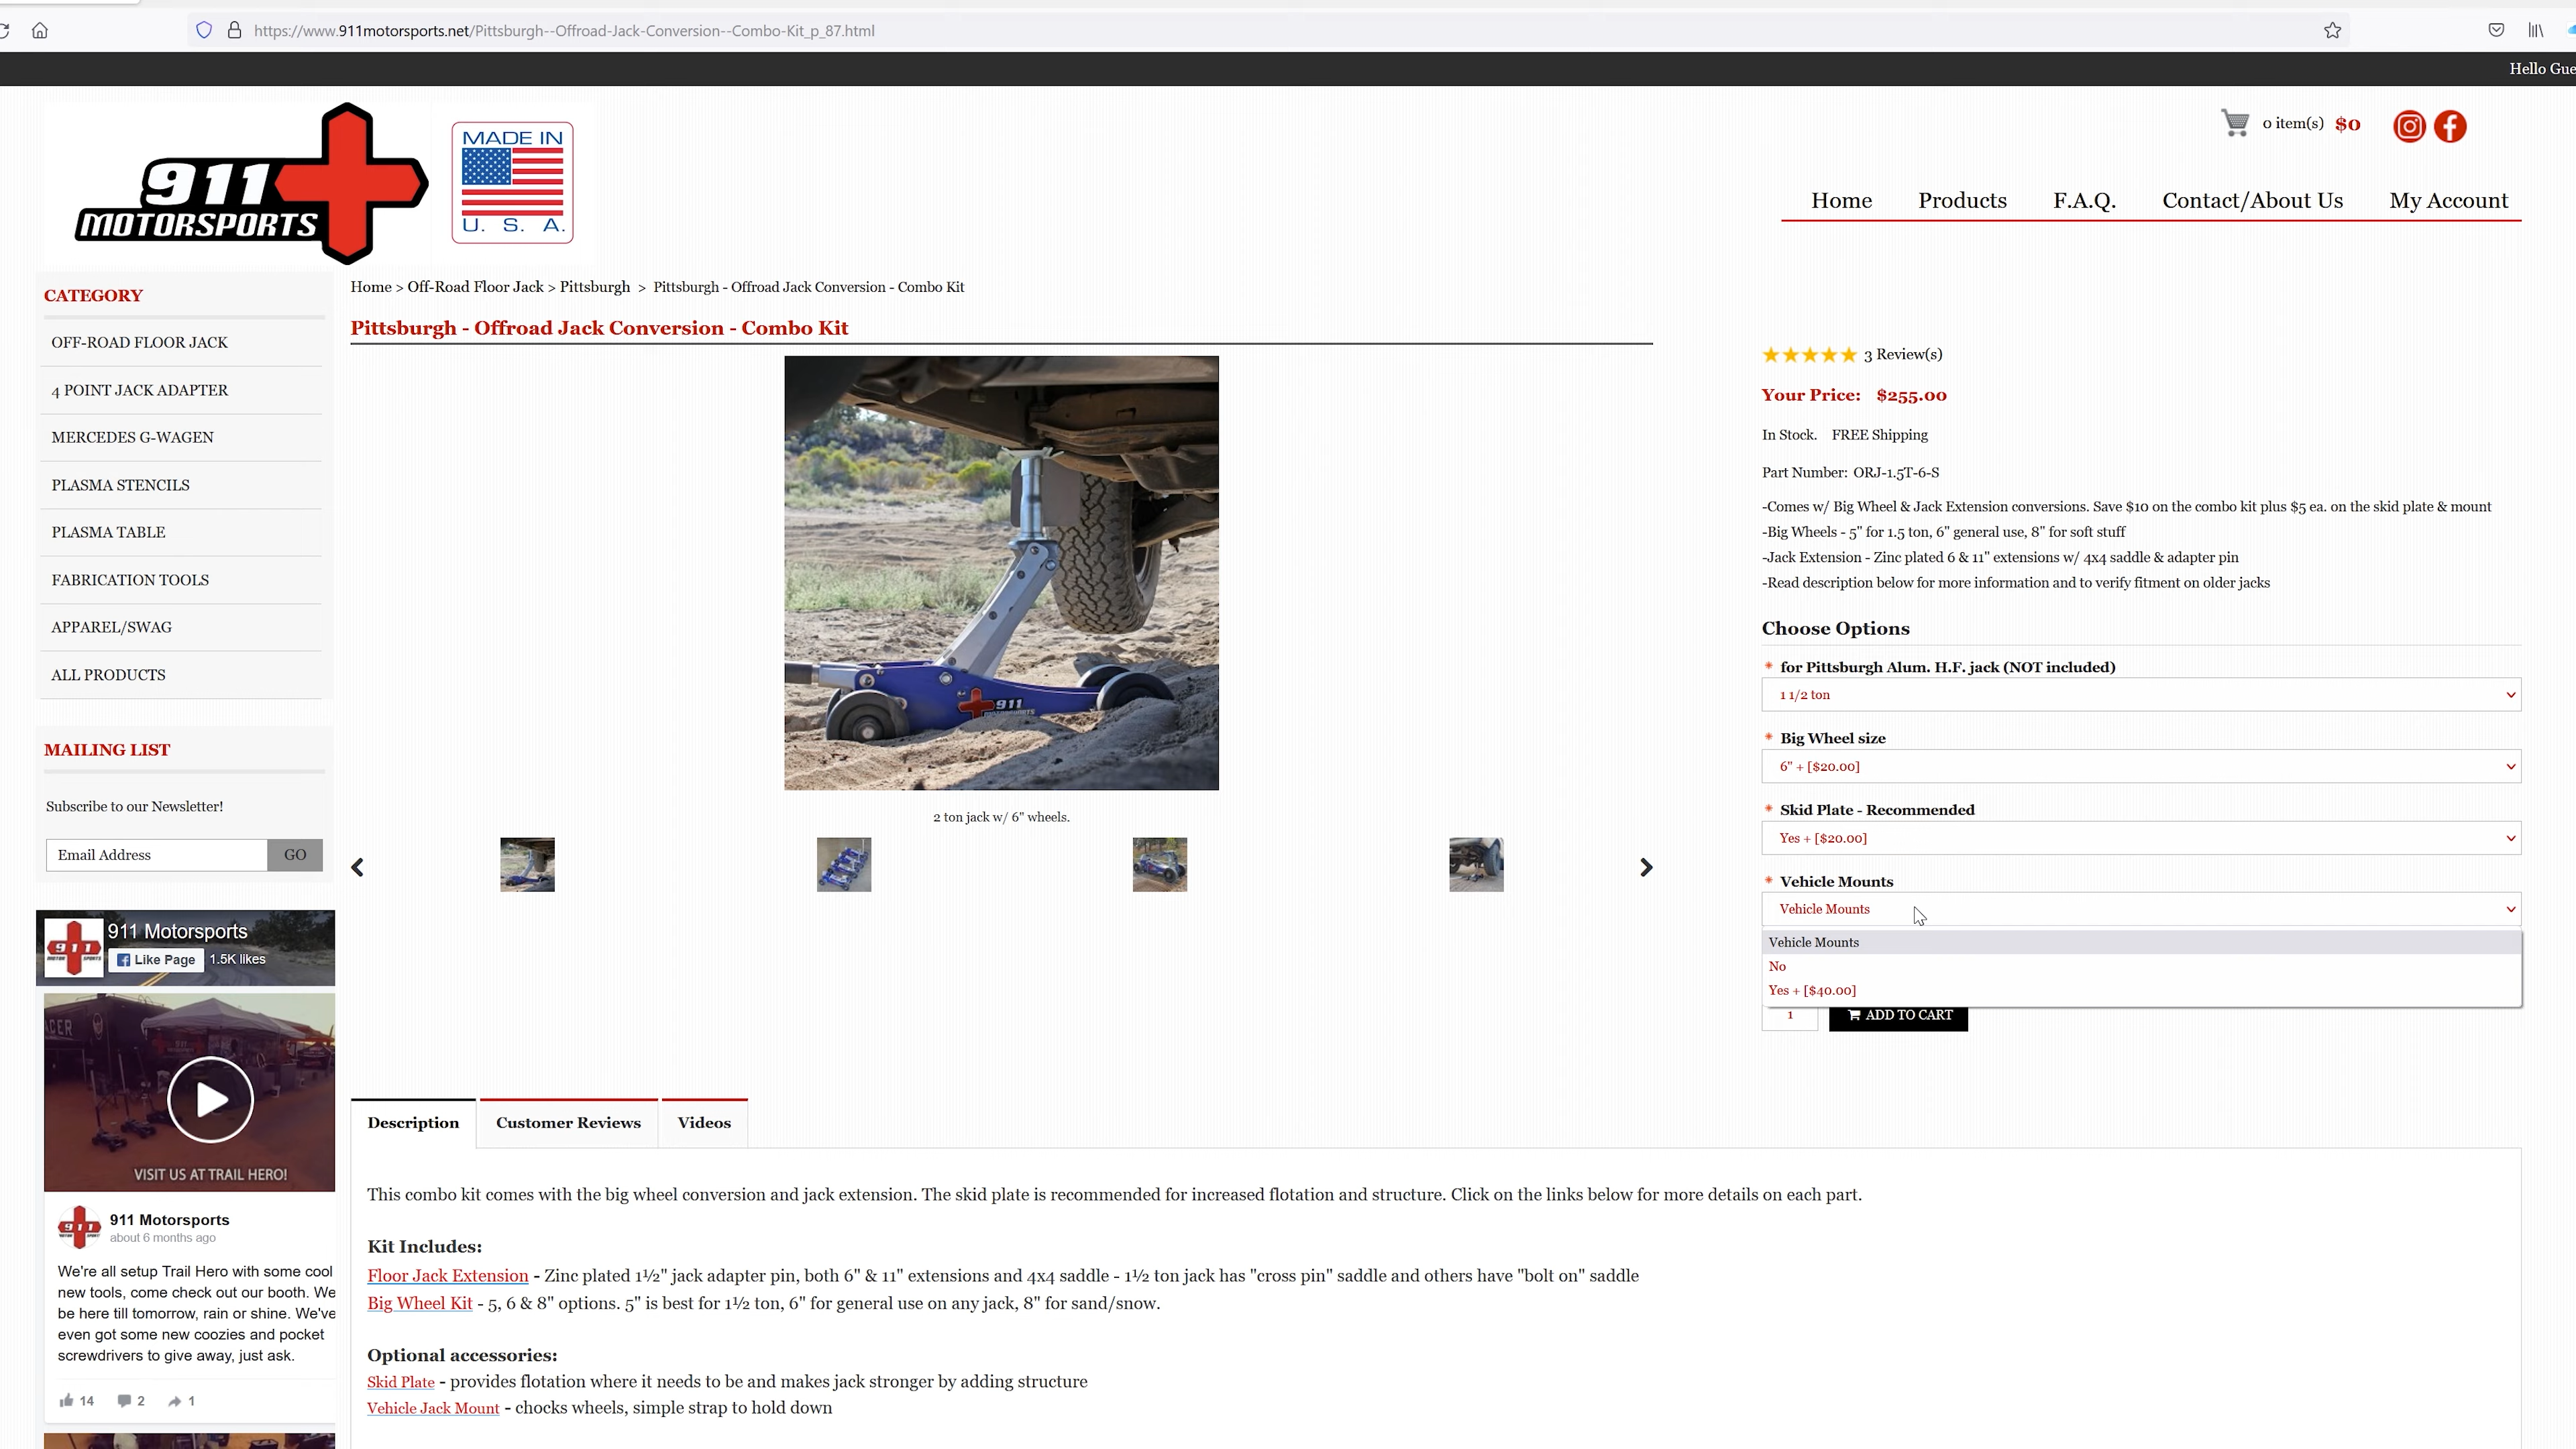 https://www.911motorsports.net/Pittsburgh--Offroad-Jack-Conversion--Combo-Kit_p_87.html
Hello Gue
911
MOTORSPORTS
MADE IN
U. S. A.
0 item(s) $0
Home Products F.A.Q. Contact/About Us My Account
CATEGORY
OFF-ROAD FLOOR JACK
4 POINT JACK ADAPTER
MERCEDES G-WAGEN
PLASMA STENCILS
PLASMA TABLE
FABRICATION TOOLS
APPAREL/SWAG
ALL PRODUCTS
MAILING LIST
Subscribe to our Newsletter!
Email Address GO
911 Motorsports
Like Page 1.5K likes
VISIT US AT TRAIL HERO!
911 Motorsports
about 6 months ago
We're all setup Trail Hero with some cool
new tools, come check out our booth. We
be here till tomorrow, rain or shine. We've
even got some new coozies and pocket
screwdrivers to give away, just ask.
14 2 1
Home > Off-Road Floor Jack > Pittsburgh > Pittsburgh - Offroad Jack Conversion - Combo Kit
Pittsburgh - Offroad Jack Conversion - Combo Kit
911
MOTORSPORTS
2 ton jack w/ 6" wheels.
3 Review(s)
Your Price: $255.00
In Stock. FREE Shipping
Part Number: ORJ-1.5T-6-S
-Comes w/ Big Wheel & Jack Extension conversions. Save $10 on the combo kit plus $5 ea. on the skid plate & mount
-Big Wheels - 5" for 1.5 ton, 6" general use, 8" for soft stuff
-Jack Extension - Zinc plated 6 & 11" extensions w/ 4x4 saddle & adapter pin
-Read description below for more information and to verify fitment on older jacks
Choose Options
* for Pittsburgh Alum. H.F. jack (NOT included)
1 1/2 ton
* Big Wheel size
6" + [$20.00]
* Skid Plate - Recommended
Yes + [$20.00]
* Vehicle Mounts
Vehicle Mounts
Vehicle Mounts
No
Yes + [$40.00]
1 ADD TO CART
Description Customer Reviews Videos
This combo kit comes with the big wheel conversion and jack extension. The skid plate is recommended for increased flotation and structure. Click on the links below for more details on each part.
Kit Includes:
Floor Jack Extension - Zinc plated 1½" jack adapter pin, both 6" & 11" extensions and 4x4 saddle - 1½ ton jack has "cross pin" saddle and others have "bolt on" saddle
Big Wheel Kit - 5, 6 & 8" options. 5" is best for 1½ ton, 6" for general use on any jack, 8" for sand/snow.
Optional accessories:
Skid Plate - provides flotation where it needs to be and makes jack stronger by adding structure
Vehicle Jack Mount - chocks wheels, simple strap to hold down